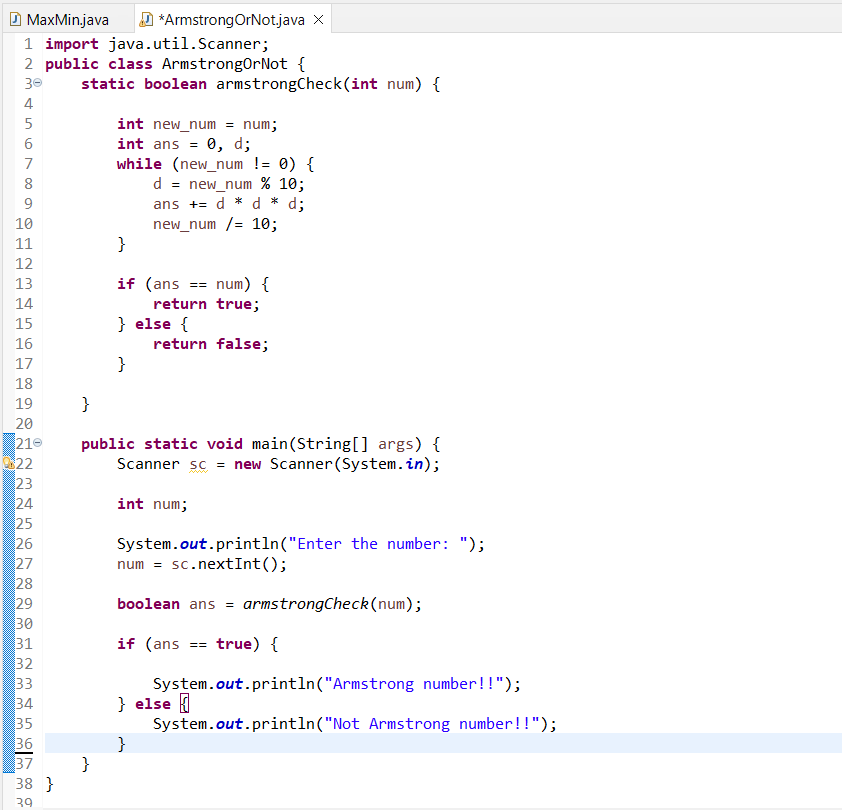 MaxMin.java *ArmstrongOrNot.java
1 import java.util.Scanner;
2 public class ArmstrongOrNot {
3 static boolean armstrongCheck(int num) {
4
5 int new_num = num;
6 int ans = 0, d;
7 while (new_num != 0) {
8 d = new_num % 10;
9 ans += d * d * d;
10 new_num /= 10;
11 }
12
13 if (ans == num) {
14 return true;
15 } else {
16 return false;
17 }
18
19 }
20
21 public static void main(String[] args) {
22 Scanner sc = new Scanner(System.in);
23
24 int num;
25
26 System.out.println("Enter the number: ");
27 num = sc.nextInt();
28
29 boolean ans = armstrongCheck(num);
30
31 if (ans == true) {
32
33 System.out.println("Armstrong number!!");
34 } else {
35 System.out.println("Not Armstrong number!!");
36 }
37 }
38 }
39